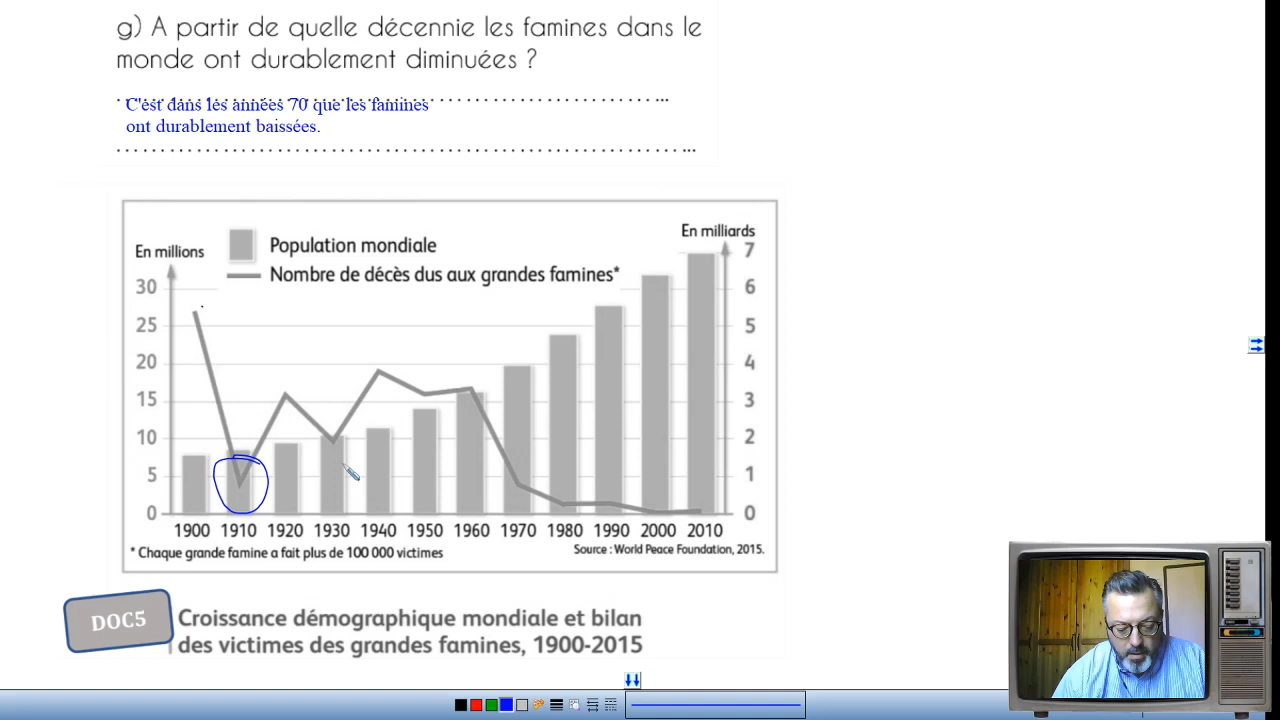 g) A partir de quelle décennie les famines dans le
monde ont durablement diminuées ?
C'est dans les années 70 que les famines
ont durablement baissées.
En millions
En milliards
Population mondiale
Nombre de décès dus aux grandes famines*
30
25
20
15
10
5
0
7
6
5
4
3
2
1
0
1900 1910 1920 1930 1940 1950 1960 1970 1980 1990 2000 2010
* Chaque grande famine a fait plus de 100 000 victimes
Source : World Peace Foundation, 2015.
DOC5
Croissance démographique mondiale et bilan
des victimes des grandes famines, 1900-2015